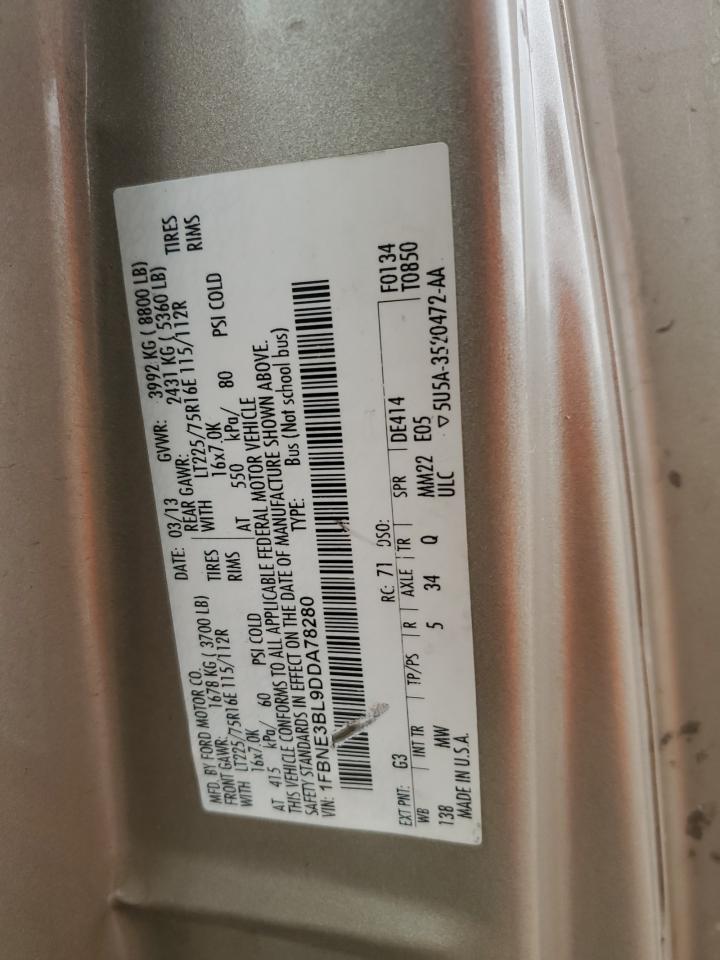 MFD. BY FORD MOTOR CO. DATE: 03/13 GVWR: 3992 KG ( 8800 LB)
FRONT GAWR: 1678 KG ( 3700 LB) REAR GAWR: 2431 KG ( 5360 LB)
WITH LT225/75R16E 115/112R TIRES WITH LT225/75R16E 115/112R TIRES
16x7.0K RIMS 16x7.0K RIMS
AT 415 kPa/ 60 PSI COLD AT 550 kPa/ 80 PSI COLD
THIS VEHICLE CONFORMS TO ALL APPLICABLE FEDERAL MOTOR VEHICLE
SAFETY STANDARDS IN EFFECT ON THE DATE OF MANUFACTURE SHOWN ABOVE.
VIN: 1FBNE3BL9DDA78280 TYPE: Bus (Not school bus)
EXT PNT: G3 RC: 71 DSO: F0134
WB INT TR TP/PS R AXLE TR SPR DE414 T0850
138 MW 5 34 Q MM22 E05
MADE IN U.S.A. ULC ▽5U5A-3520472-AA